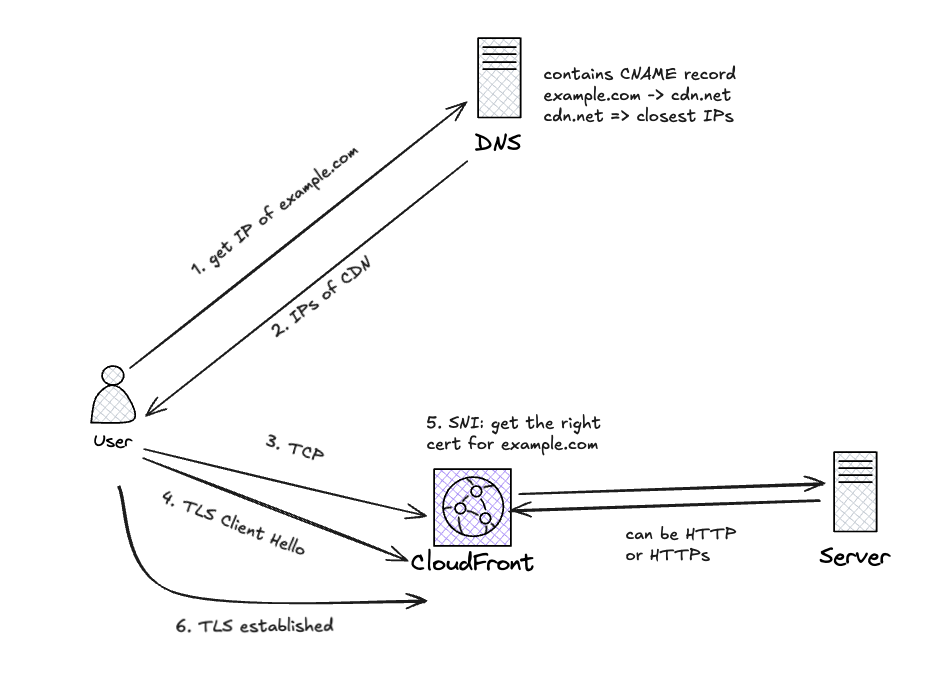 contains CNAME record
example.com -> cdn.net
cdn.net => closest IPs
DNS
1. get IP of example.com
2. IPs of CDN
User
3. TCP
4. TLS Client Hello
5. SNI: get the right
cert for example.com
CloudFront
can be HTTP
or HTTPs
Server
6. TLS established